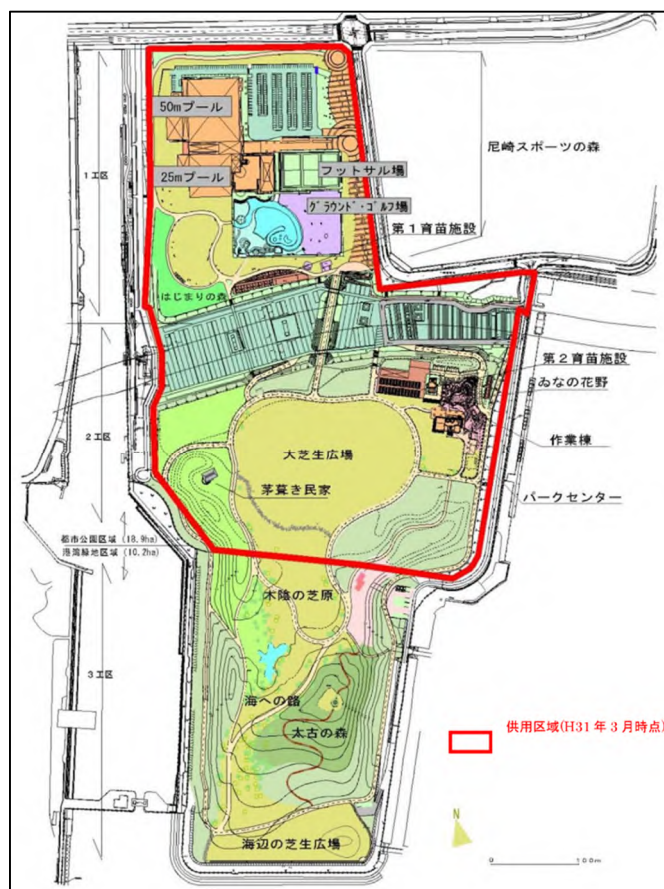 50mプール
25mプール
フットサル場
グラウンド・ゴルフ場
尼崎スポーツの森
1工区
第1育苗施設
はじまりの森
第2育苗施設
ゐなの花野
2工区
大芝生広場
作業棟
茅葺き民家
パークセンター
都市公園区域 (18.9ha)
港湾緑地区域 (10.2ha)
木陰の芝原
3工区
海への路
太古の森
供用区域(H31年3月時点)
海辺の芝生広場
N
0 100m